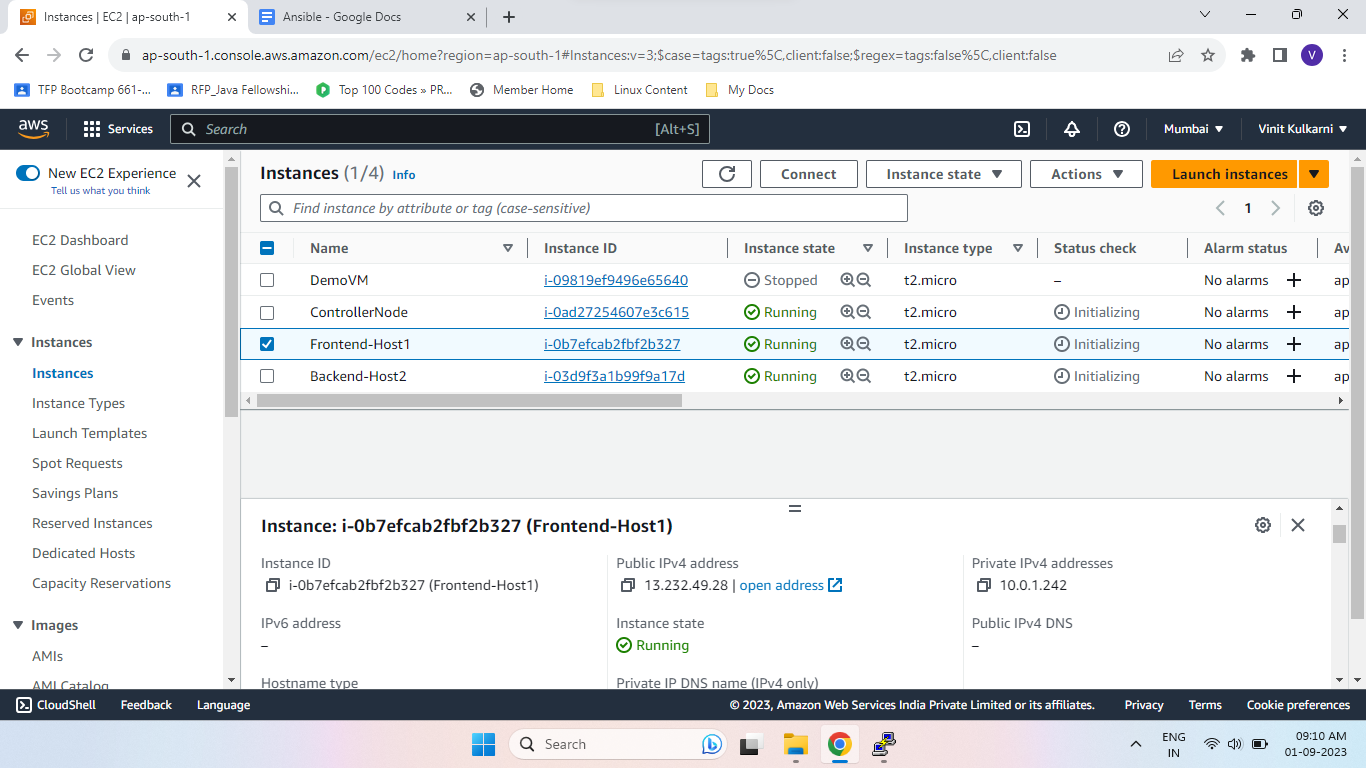 Instances | EC2 | ap-south-1
Ansible - Google Docs
ap-south-1.console.aws.amazon.com/ec2/home?region=ap-south-1#Instances:v=3;$case=tags:true%5C,client:false;$regex=tags:false%5C,client:false
V
TFP Bootcamp 661-...
RFP_Java Fellowshi...
Top 100 Codes » PR...
Member Home
Linux Content
My Docs
aws
Services
Search
[Alt+S]
Mumbai
Vinit Kulkarni
New EC2 Experience
Tell us what you think
EC2 Dashboard
EC2 Global View
Events
Instances
Instances
Instance Types
Launch Templates
Spot Requests
Savings Plans
Reserved Instances
Dedicated Hosts
Capacity Reservations
Images
AMIs
AMI Catalog
Instances (1/4) Info
Connect
Instance state
Actions
Launch instances
Find instance by attribute or tag (case-sensitive)
1
Name Instance ID Instance state Instance type Status check Alarm status Av
DemoVM i-09819ef9496e65640 Stopped t2.micro – No alarms + ap
ControllerNode i-0ad27254607e3c615 Running t2.micro Initializing No alarms + ap
Frontend-Host1 i-0b7efcab2fbf2b327 Running t2.micro Initializing No alarms + ap
Backend-Host2 i-03d9f3a1b99f9a17d Running t2.micro Initializing No alarms + ap
Instance: i-0b7efcab2fbf2b327 (Frontend-Host1)
Instance ID
i-0b7efcab2fbf2b327 (Frontend-Host1)
IPv6 address
–
Hostname type
Public IPv4 address
13.232.49.28 | open address
Instance state
Running
Private IP DNS name (IPv4 only)
Private IPv4 addresses
10.0.1.242
Public IPv4 DNS
–
CloudShell
Feedback
Language
© 2023, Amazon Web Services India Private Limited or its affiliates.
Privacy
Terms
Cookie preferences
Search
ENG
IN
09:10 AM
01-09-2023